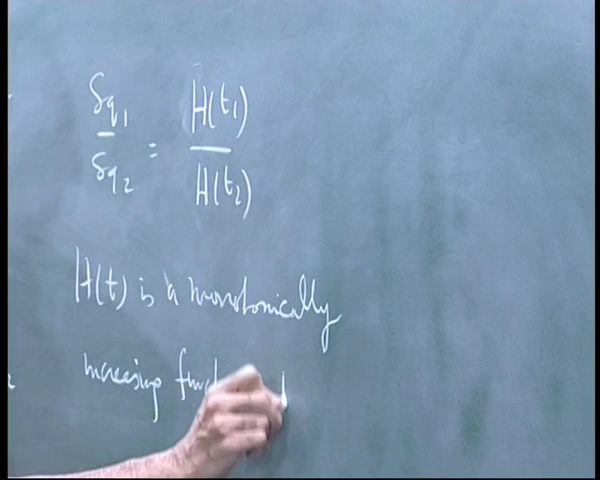 δq₁ / δq₂ = H(t₁) / H(t₂)
H(t) is a monotonically
increasing